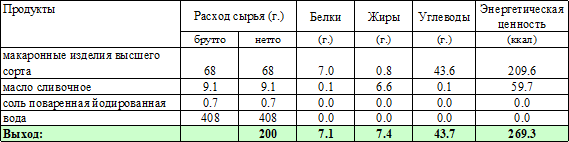 Продукты Расход сырья (г.) Белки Жиры Углеводы Энергетическая ценность
брутто нетто (г.) (г.) (г.) (ккал)
макаронные изделия высшего
сорта 68 68 7.0 0.8 43.6 209.6
масло сливочное 9.1 9.1 0.1 6.6 0.1 59.7
соль поваренная йодированная 0.7 0.7 0.0 0.0 0.0 0.0
вода 408 408 0.0 0.0 0.0 0.0
Выход: 200 7.1 7.4 43.7 269.3